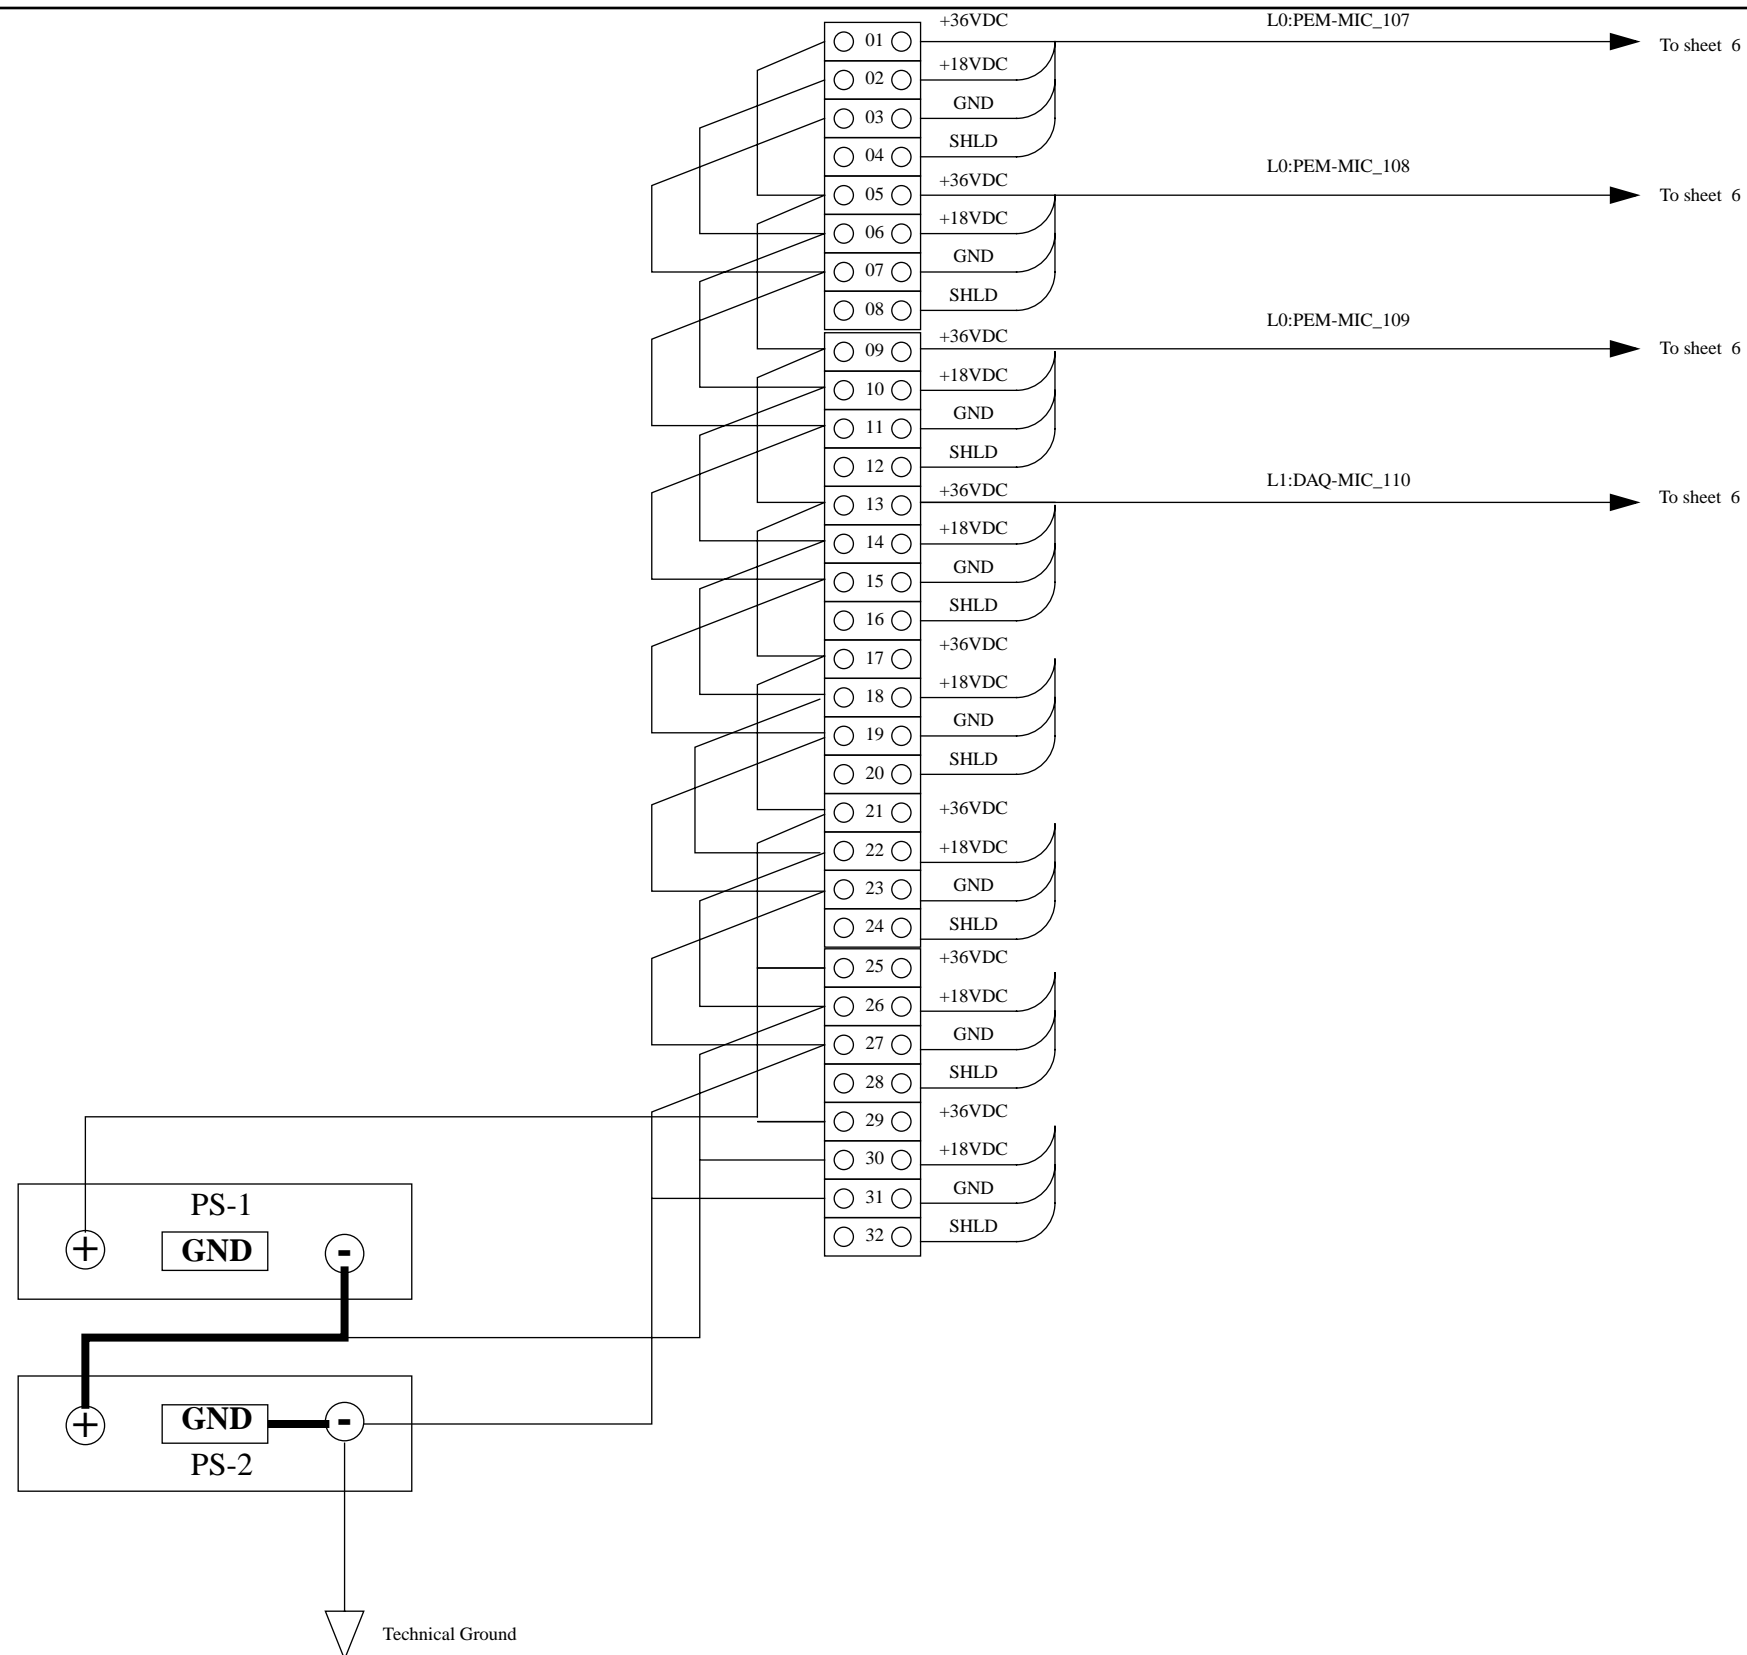 +36VDC L0:PEM-MIC_107
01 To sheet 6
+18VDC
02
GND
03
SHLD
04
+36VDC L0:PEM-MIC_108
05 To sheet 6
+18VDC
06
GND
07
SHLD
08
+36VDC L0:PEM-MIC_109
09 To sheet 6
+18VDC
10
GND
11
SHLD
12
+36VDC L1:DAQ-MIC_110
13 To sheet 6
+18VDC
14
GND
15
SHLD
16
+36VDC
17
+18VDC
18
GND
19
SHLD
20
+36VDC
21
+18VDC
22
GND
23
SHLD
24
+36VDC
25
+18VDC
26
GND
27
SHLD
28
+36VDC
29
+18VDC
30
GND
31
SHLD
32
PS-1
+ GND -
+ GND -
PS-2
Technical Ground